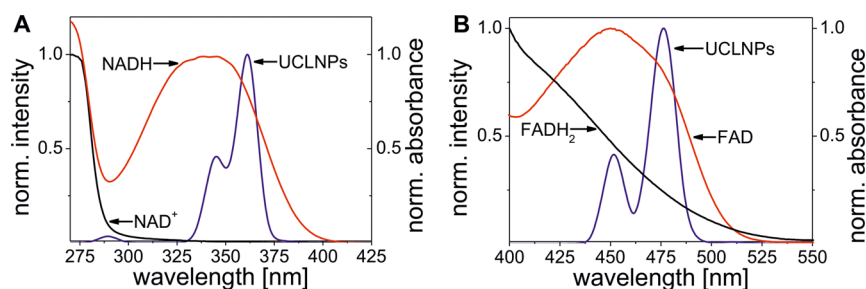 A
norm. intensity
1.0
0.5
NADH
UCLNPs
NAD+
1.0
0.5
norm. absorbance
275 300 325 350 375 400 425
wavelength [nm]
B
norm. intensity
1.0
0.5
UCLNPs
FADH2
FAD
1.0
0.5
norm. absorbance
400 425 450 475 500 525 550
wavelength [nm]